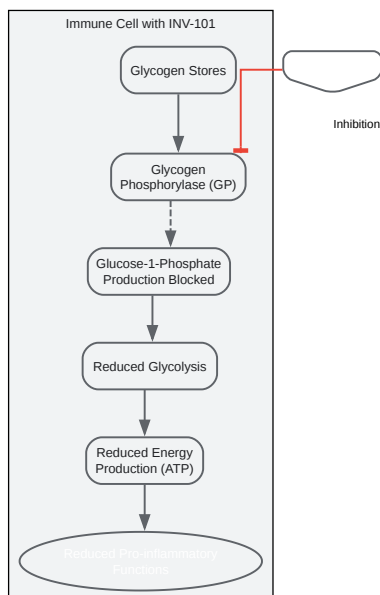 Immune Cell with INV-101
Glycogen Stores
Inhibition
Glycogen
Phosphorylase (GP)
Glucose-1-Phosphate
Production Blocked
Reduced Glycolysis
Reduced Energy
Production (ATP)
Reduced Pro-inflammatory
Functions